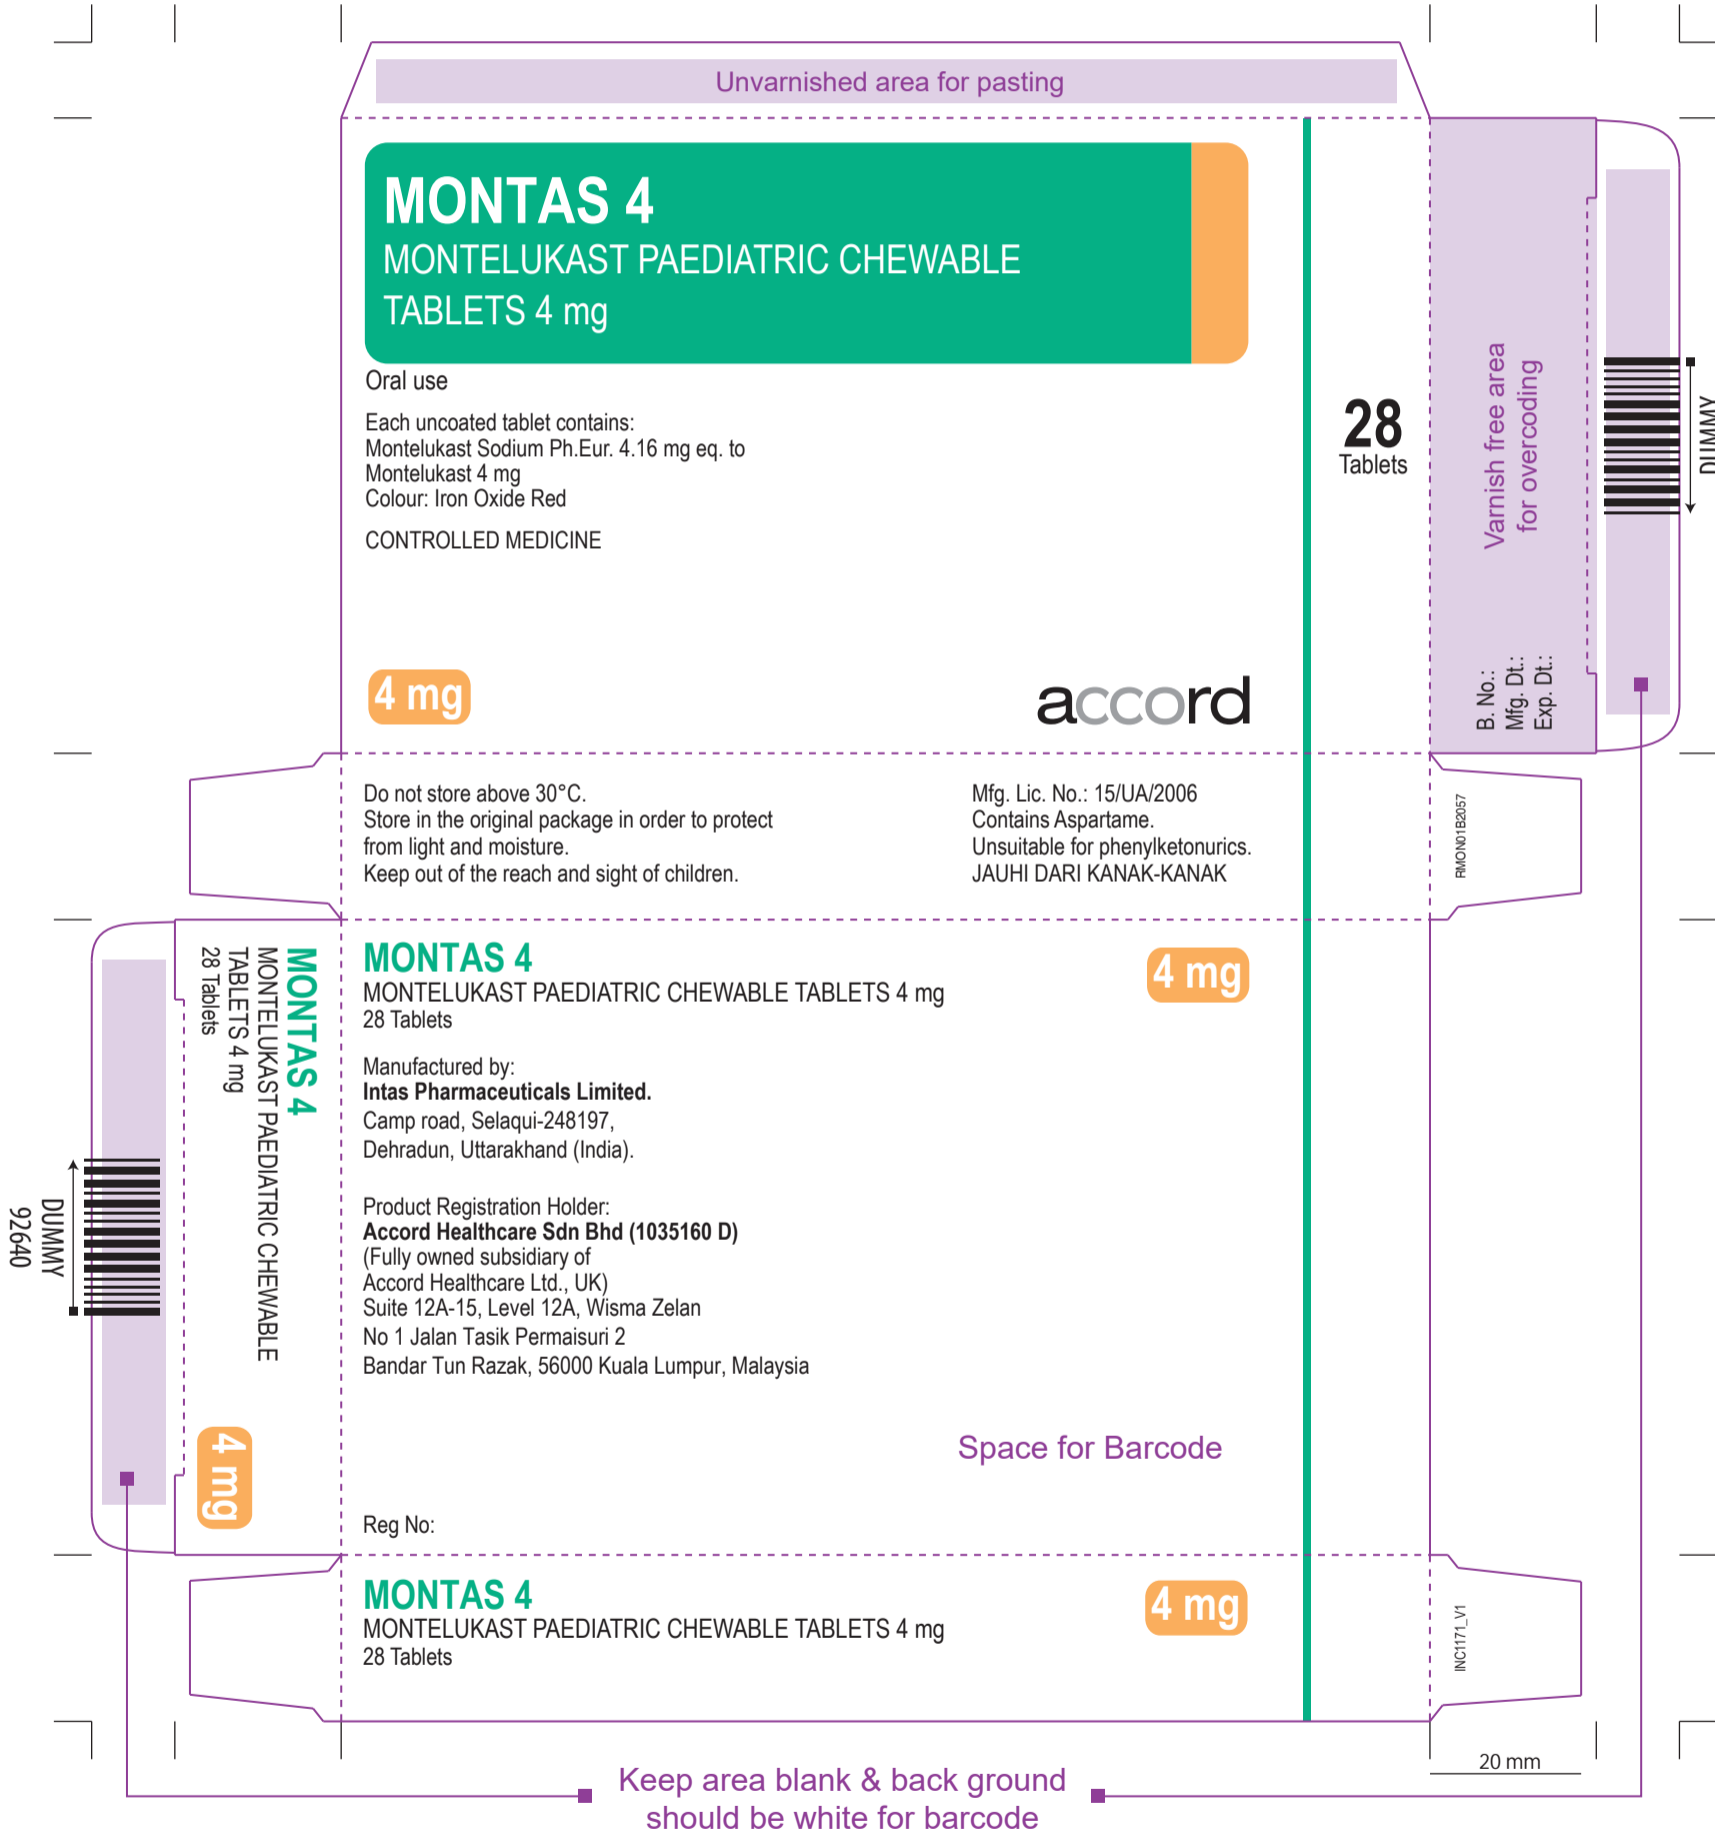 Unvarnished area for pasting
MONTAS 4
MONTELUKAST PAEDIATRIC CHEWABLE
TABLETS 4 mg
Oral use
Each uncoated tablet contains:
Montelukast Sodium Ph.Eur. 4.16 mg eq. to
Montelukast 4 mg
Colour: Iron Oxide Red
CONTROLLED MEDICINE
4 mg
accord
28
Tablets
Varnish free area
for overcoding
B. No.:
Mfg. Dt.:
Exp. Dt.:
DUMMY
Do not store above 30°C.
Store in the original package in order to protect
from light and moisture.
Keep out of the reach and sight of children.
Mfg. Lic. No.: 15/UA/2006
Contains Aspartame.
Unsuitable for phenylketonurics.
JAUHI DARI KANAK-KANAK
RMON01B2057
MONTAS 4
MONTELUKAST PAEDIATRIC CHEWABLE
TABLETS 4 mg
28 Tablets
4 mg
DUMMY
92640
MONTAS 4
MONTELUKAST PAEDIATRIC CHEWABLE TABLETS 4 mg
28 Tablets
4 mg
Manufactured by:
Intas Pharmaceuticals Limited.
Camp road, Selaqui-248197,
Dehradun, Uttarakhand (India).
Product Registration Holder:
Accord Healthcare Sdn Bhd (1035160 D)
(Fully owned subsidiary of
Accord Healthcare Ltd., UK)
Suite 12A-15, Level 12A, Wisma Zelan
No 1 Jalan Tasik Permaisuri 2
Bandar Tun Razak, 56000 Kuala Lumpur, Malaysia
Space for Barcode
Reg No:
MONTAS 4
MONTELUKAST PAEDIATRIC CHEWABLE TABLETS 4 mg
28 Tablets
4 mg
INC1171_V1
20 mm
Keep area blank & back ground
should be white for barcode